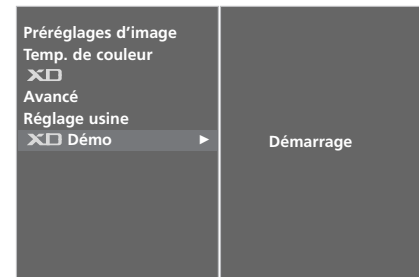 Préréglages d'image
Temp. de couleur
XD
Avancé
Réglage usine
XD Démo ►
Démarrage